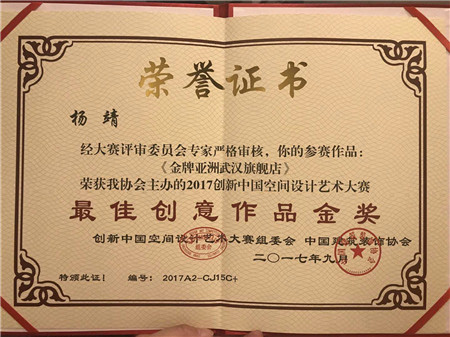 荣誉证书
杨靖
经大赛评审委员会专家严格审核，你的参赛作品：
《金牌亚洲武汉旗舰店》
荣获我协会主办的2017创新中国空间设计艺术大赛
最佳创意作品金奖
创新中国空间设计艺术大赛组委会 中国建筑装饰协会
二〇一七年九月
特颁此证！ 编号：2017A2-CJ15C+